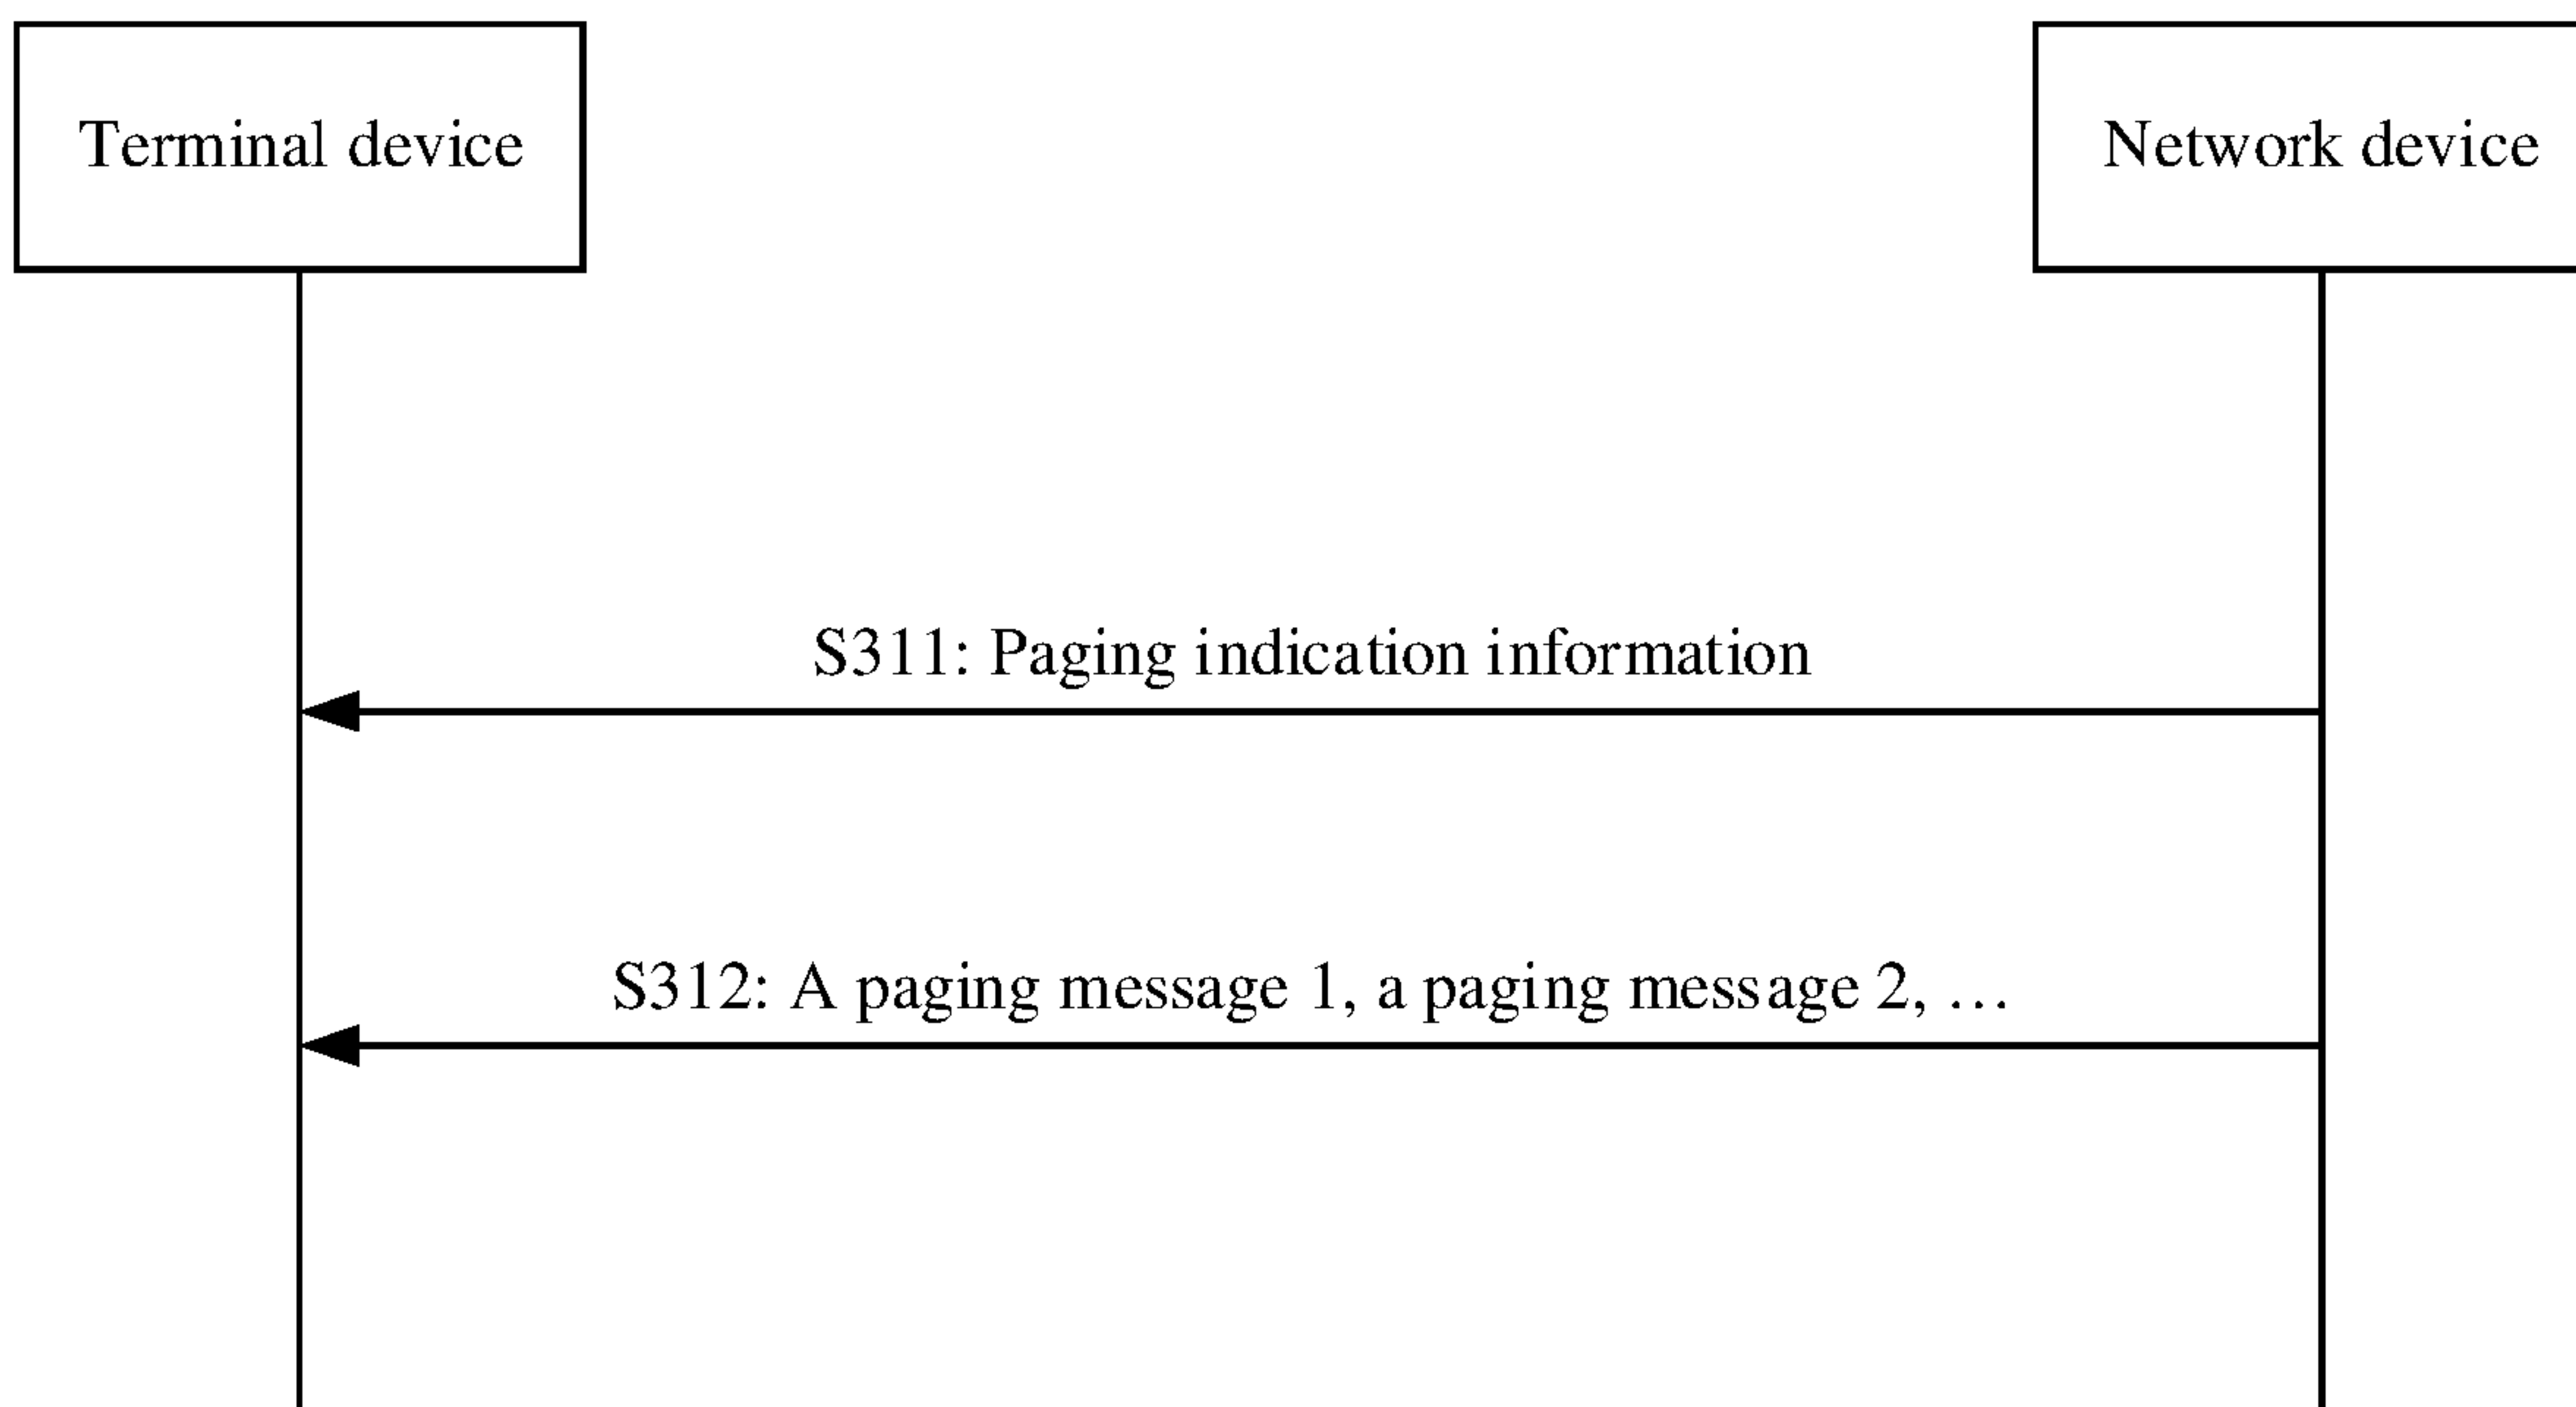 Terminal device
Network device
S311: Paging indication information
S312: A paging message 1, a paging message 2, …